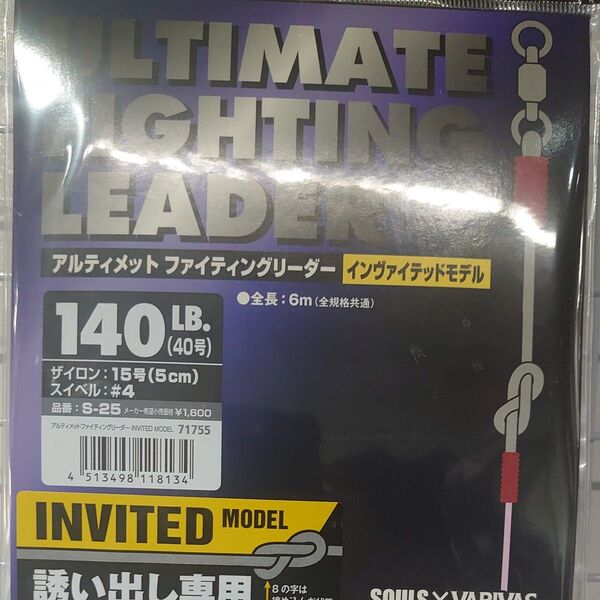 ULTIMATE
FIGHTING
LEADER
アルティメット ファイティングリーダー インヴァイテッドモデル
●全長：6m(全規格共通)
140 LB.
(40号)
ザイロン：15号(5cm)
スイベル：#4
品番：S-25 メーカー希望小売価格 ¥1,600
アルティメットファイティングリーダー INVITED MODEL 71755
4 513498 118134
INVITED MODEL
誘い出し専用
↑8の字は
SOULS×VARIVAS